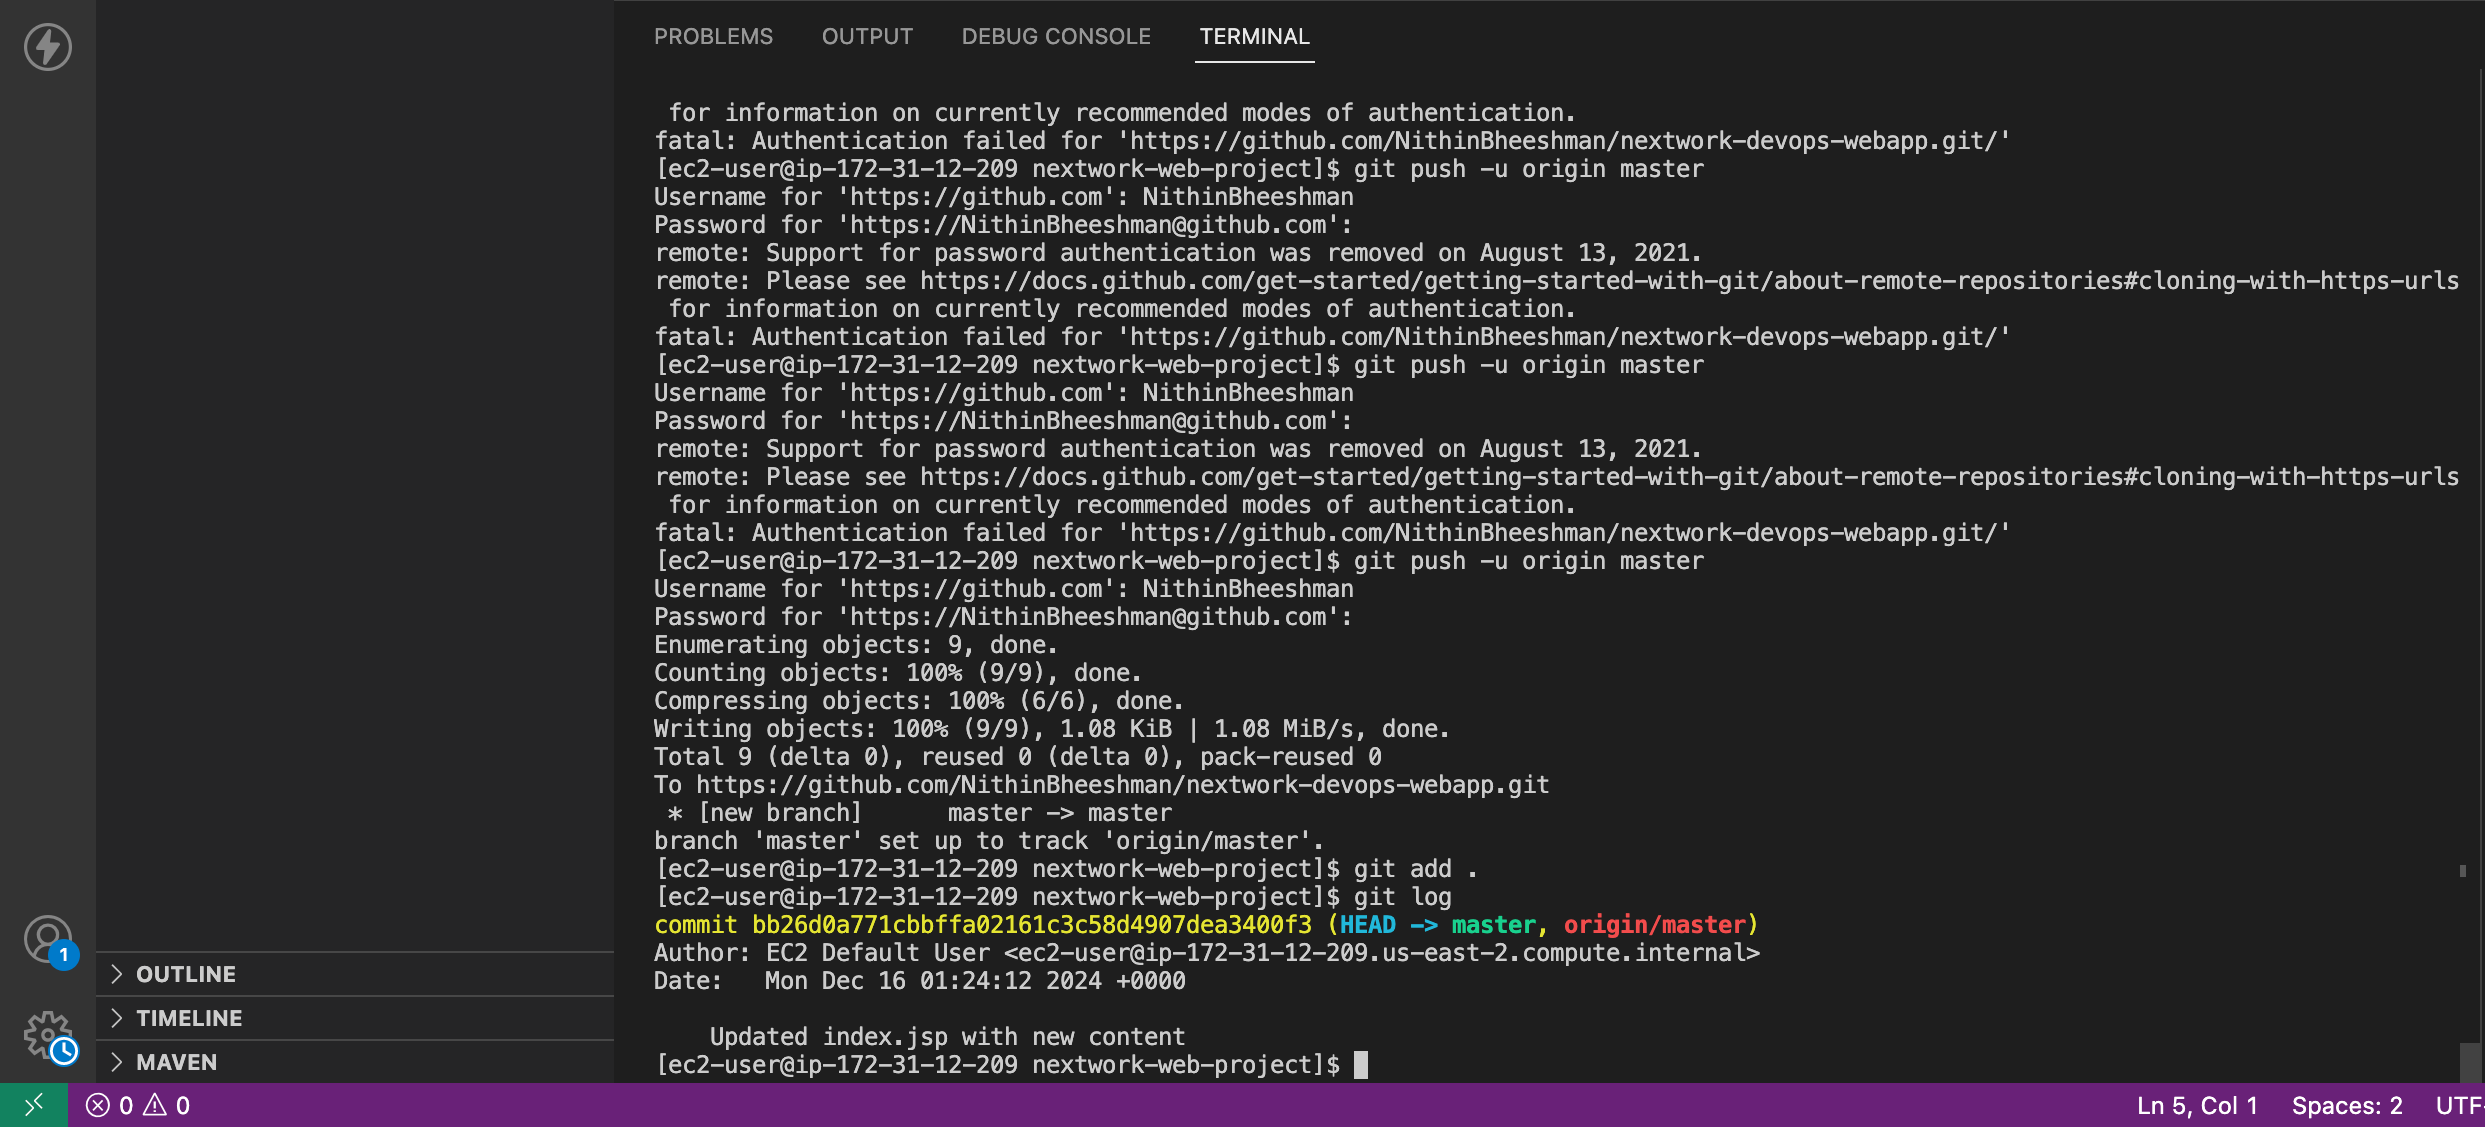 PROBLEMS OUTPUT DEBUG CONSOLE TERMINAL
for information on currently recommended modes of authentication.
fatal: Authentication failed for 'https://github.com/NithinBheeshman/nextwork-devops-webapp.git/'
[ec2-user@ip-172-31-12-209 nextwork-web-project]$ git push -u origin master
Username for 'https://github.com': NithinBheeshman
Password for 'https://NithinBheeshman@github.com':
remote: Support for password authentication was removed on August 13, 2021.
remote: Please see https://docs.github.com/get-started/getting-started-with-git/about-remote-repositories#cloning-with-https-urls
for information on currently recommended modes of authentication.
fatal: Authentication failed for 'https://github.com/NithinBheeshman/nextwork-devops-webapp.git/'
[ec2-user@ip-172-31-12-209 nextwork-web-project]$ git push -u origin master
Username for 'https://github.com': NithinBheeshman
Password for 'https://NithinBheeshman@github.com':
remote: Support for password authentication was removed on August 13, 2021.
remote: Please see https://docs.github.com/get-started/getting-started-with-git/about-remote-repositories#cloning-with-https-urls
for information on currently recommended modes of authentication.
fatal: Authentication failed for 'https://github.com/NithinBheeshman/nextwork-devops-webapp.git/'
[ec2-user@ip-172-31-12-209 nextwork-web-project]$ git push -u origin master
Username for 'https://github.com': NithinBheeshman
Password for 'https://NithinBheeshman@github.com':
Enumerating objects: 9, done.
Counting objects: 100% (9/9), done.
Compressing objects: 100% (6/6), done.
Writing objects: 100% (9/9), 1.08 KiB | 1.08 MiB/s, done.
Total 9 (delta 0), reused 0 (delta 0), pack-reused 0
To https://github.com/NithinBheeshman/nextwork-devops-webapp.git
* [new branch]      master -> master
branch 'master' set up to track 'origin/master'.
[ec2-user@ip-172-31-12-209 nextwork-web-project]$ git add .
[ec2-user@ip-172-31-12-209 nextwork-web-project]$ git log
commit bb26d0a771cbbffa02161c3c58d4907dea3400f3 (HEAD -> master, origin/master)
Author: EC2 Default User <ec2-user@ip-172-31-12-209.us-east-2.compute.internal>
Date:   Mon Dec 16 01:24:12 2024 +0000
Updated index.jsp with new content
[ec2-user@ip-172-31-12-209 nextwork-web-project]$
1
OUTLINE
TIMELINE
MAVEN
0 0
Ln 5, Col 1 Spaces: 2 UTF-